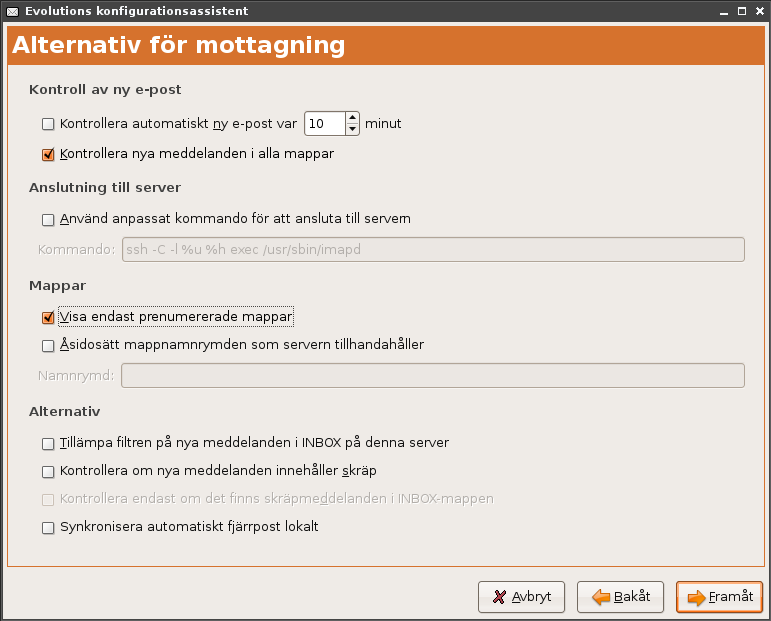 Evolutions konfigurationsassistent
Alternativ för mottagning
Kontroll av ny e-post
Kontrollera automatiskt ny e-post var 10 minut
Kontrollera nya meddelanden i alla mappar
Anslutning till server
Använd anpassat kommando för att ansluta till servern
Kommando: ssh -C -l %u %h exec /usr/sbin/imapd
Mappar
Visa endast prenumererade mappar
Åsidosätt mappnamnrymden som servern tillhandahåller
Namnrymd:
Alternativ
Tillämpa filtren på nya meddelanden i INBOX på denna server
Kontrollera om nya meddelanden innehåller skräp
Kontrollera endast om det finns skräpmeddelanden i INBOX-mappen
Synkronisera automatiskt fjärrpost lokalt
Avbryt Bakåt Framåt